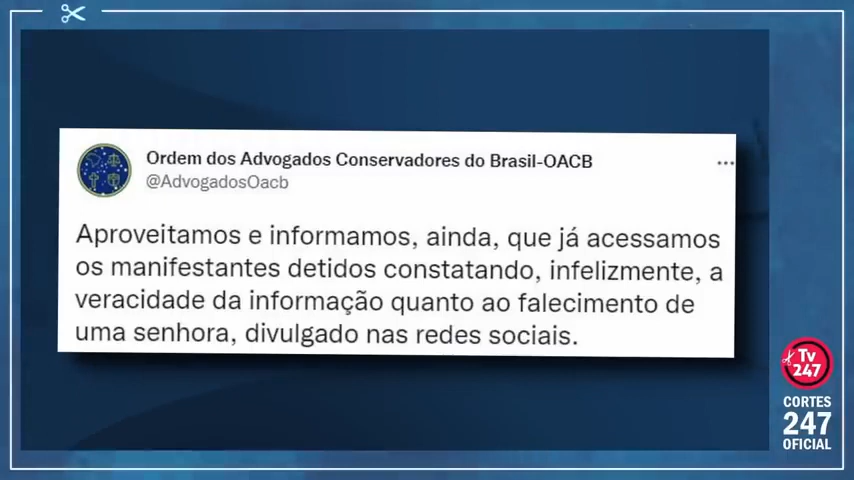 Ordem dos Advogados Conservadores do Brasil-OACB
@AdvogadosOacb
Aproveitamos e informamos, ainda, que já acessamos
os manifestantes detidos constatando, infelizmente, a
veracidade da informação quanto ao falecimento de
uma senhora, divulgado nas redes sociais.
Tv
247
CORTES
247
OFICIAL